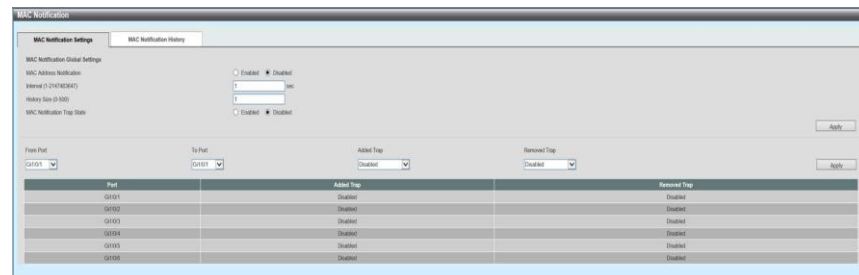 MAC Notification
MAC Notification Settings MAC Notification History
MAC Notification Global Settings
MAC Address Notification Enabled Disabled
Interval (1-2147483647) 1 sec
History Size (0-500) 1
MAC Notification Trap State Enabled Disabled
Apply
From Port To Port Added Trap Removed Trap
Gi1/0/1 Gi1/0/1 Disabled Disabled Apply
Port Added Trap Removed Trap
Gi1/0/1 Disabled Disabled
Gi1/0/2 Disabled Disabled
Gi1/0/3 Disabled Disabled
Gi1/0/4 Disabled Disabled
Gi1/0/5 Disabled Disabled
Gi1/0/6 Disabled Disabled